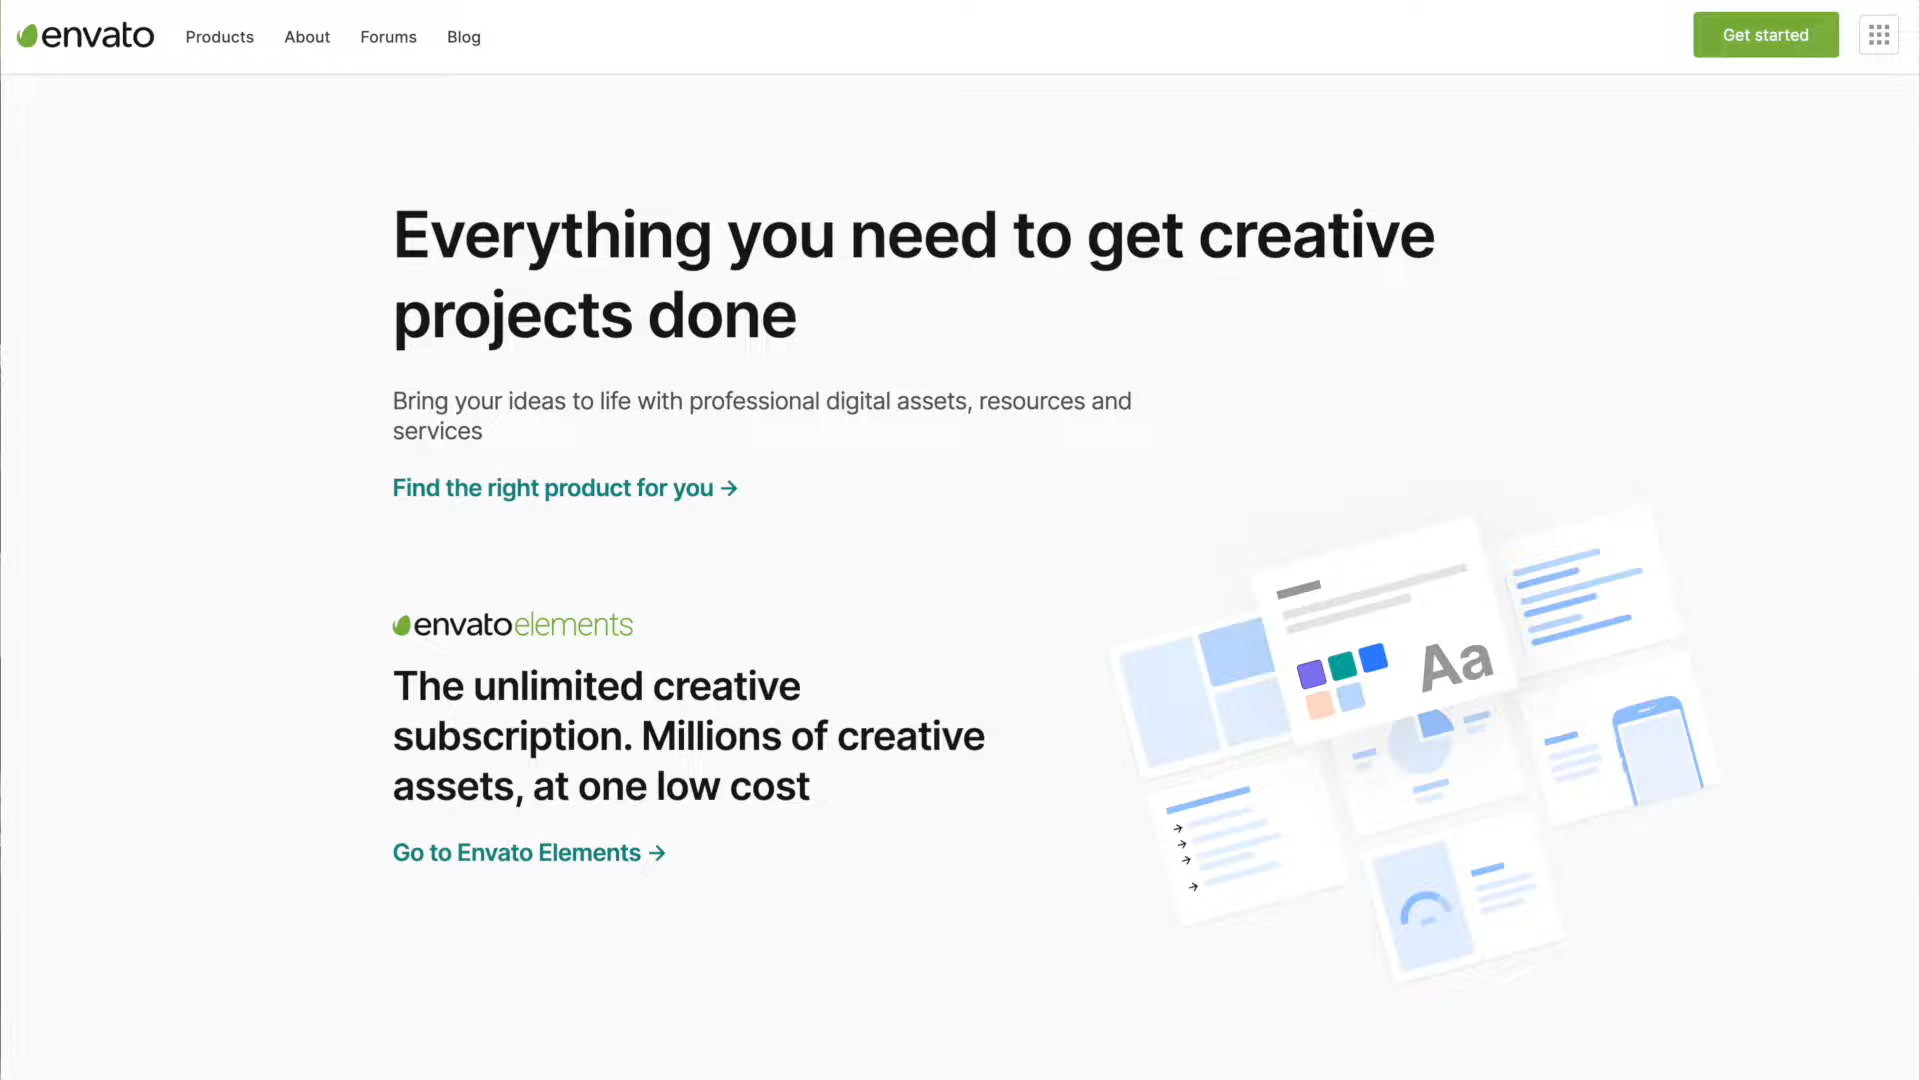 envato
Products
About
Forums
Blog
Get started
Everything you need to get creative
projects done
Bring your ideas to life with professional digital assets, resources and
services
Find the right product for you →
envatoelements
The unlimited creative
subscription. Millions of creative
assets, at one low cost
Go to Envato Elements →
Aa